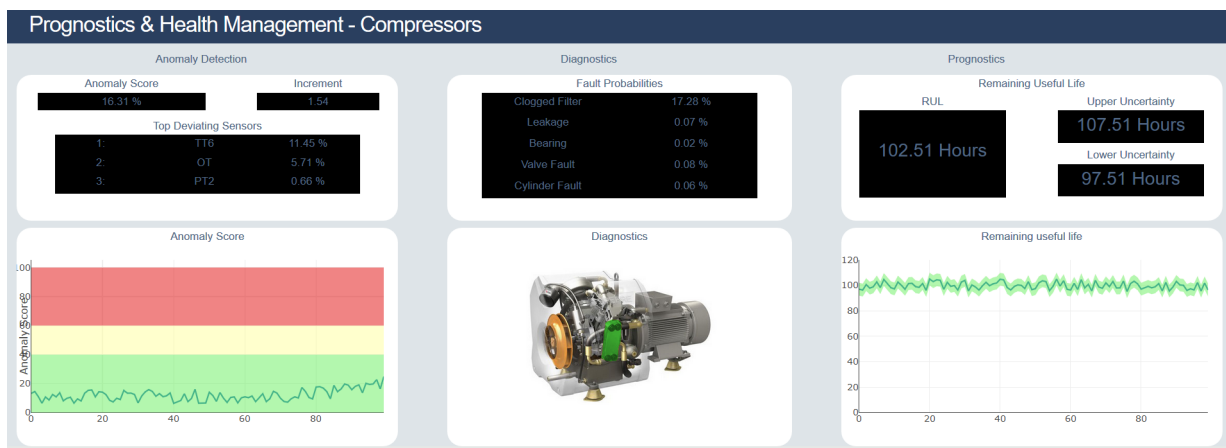 Prognostics & Health Management - Compressors
Anomaly Detection
Anomaly Score
Increment
16.31 %
1.54
Top Deviating Sensors
1: TT6 11.45 %
2: OT 5.71 %
3: PT2 0.66 %
Anomaly Score
100
80
60
40
20
0
Anomaly Score
0 20 40 60 80
Diagnostics
Fault Probabilities
Clogged Filter 17.28 %
Leakage 0.07 %
Bearing 0.02 %
Valve Fault 0.08 %
Cylinder Fault 0.06 %
Diagnostics
Prognostics
Remaining Useful Life
RUL
102.51 Hours
Upper Uncertainty
107.51 Hours
Lower Uncertainty
97.51 Hours
Remaining useful life
120
100
80
60
40
20
0
0 20 40 60 80